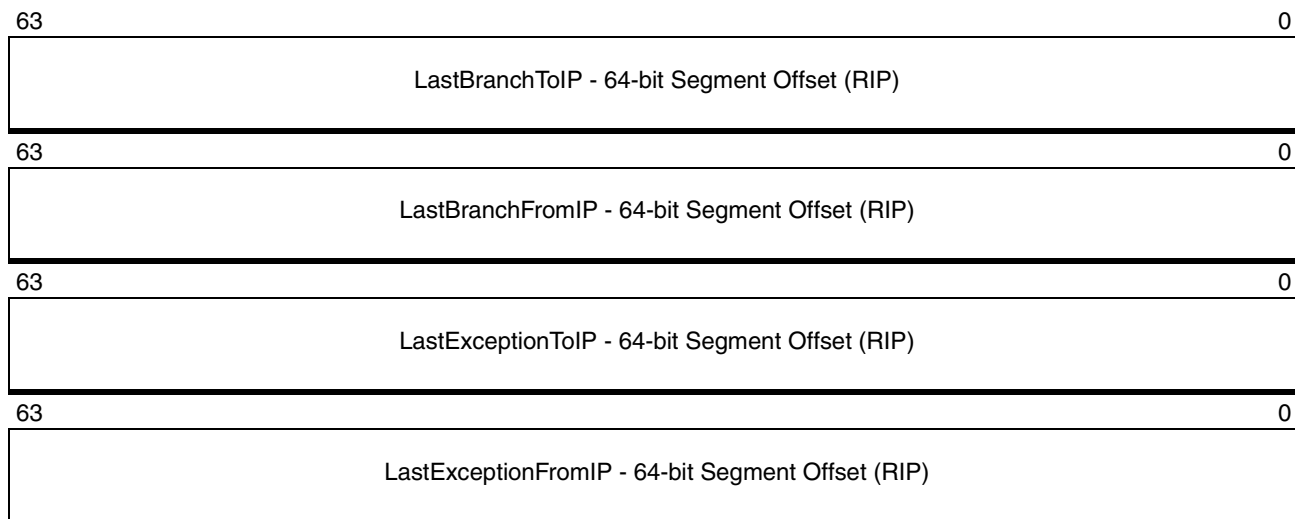 63 0
LastBranchToIP - 64-bit Segment Offset (RIP)
63 0
LastBranchFromIP - 64-bit Segment Offset (RIP)
63 0
LastExceptionToIP - 64-bit Segment Offset (RIP)
63 0
LastExceptionFromIP - 64-bit Segment Offset (RIP)